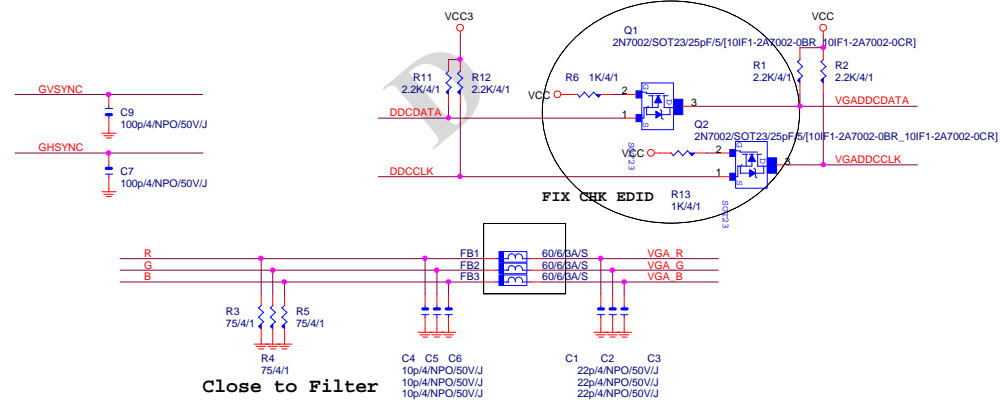 VCC3
VCC
Q1
2N7002/SOT23/25pF/5/[10IF1-2A7002-0BR_10IF1-2A7002-0CR]
R11
2.2K/4/1
R12
2.2K/4/1
R6 1K/4/1
R1
2.2K/4/1
R2
2.2K/4/1
GVSYNC
VCC
2
3
VGADDCDATA
DDCDATA
1
G
D
S
C9
100p/4/NPO/50V/J
Q2
2N7002/SOT23/25pF/5/[10IF1-2A7002-0BR_10IF1-2A7002-0CR]
SOT23
GHSYNC
VCC
2
3
VGADDCCLK
DDCCLK
1
G
D
S
C7
100p/4/NPO/50V/J
FIX CHK EDID
R13
1K/4/1
SOT23
D
R
FB1
60/6/3A/S
VGA_R
G
FB2
60/6/3A/S
VGA_G
B
FB3
60/6/3A/S
VGA_B
R3
75/4/1
R5
75/4/1
R4
75/4/1
C4 C5 C6
10p/4/NPO/50V/J
10p/4/NPO/50V/J
10p/4/NPO/50V/J
C1 C2 C3
22p/4/NPO/50V/J
22p/4/NPO/50V/J
22p/4/NPO/50V/J
Close to Filter